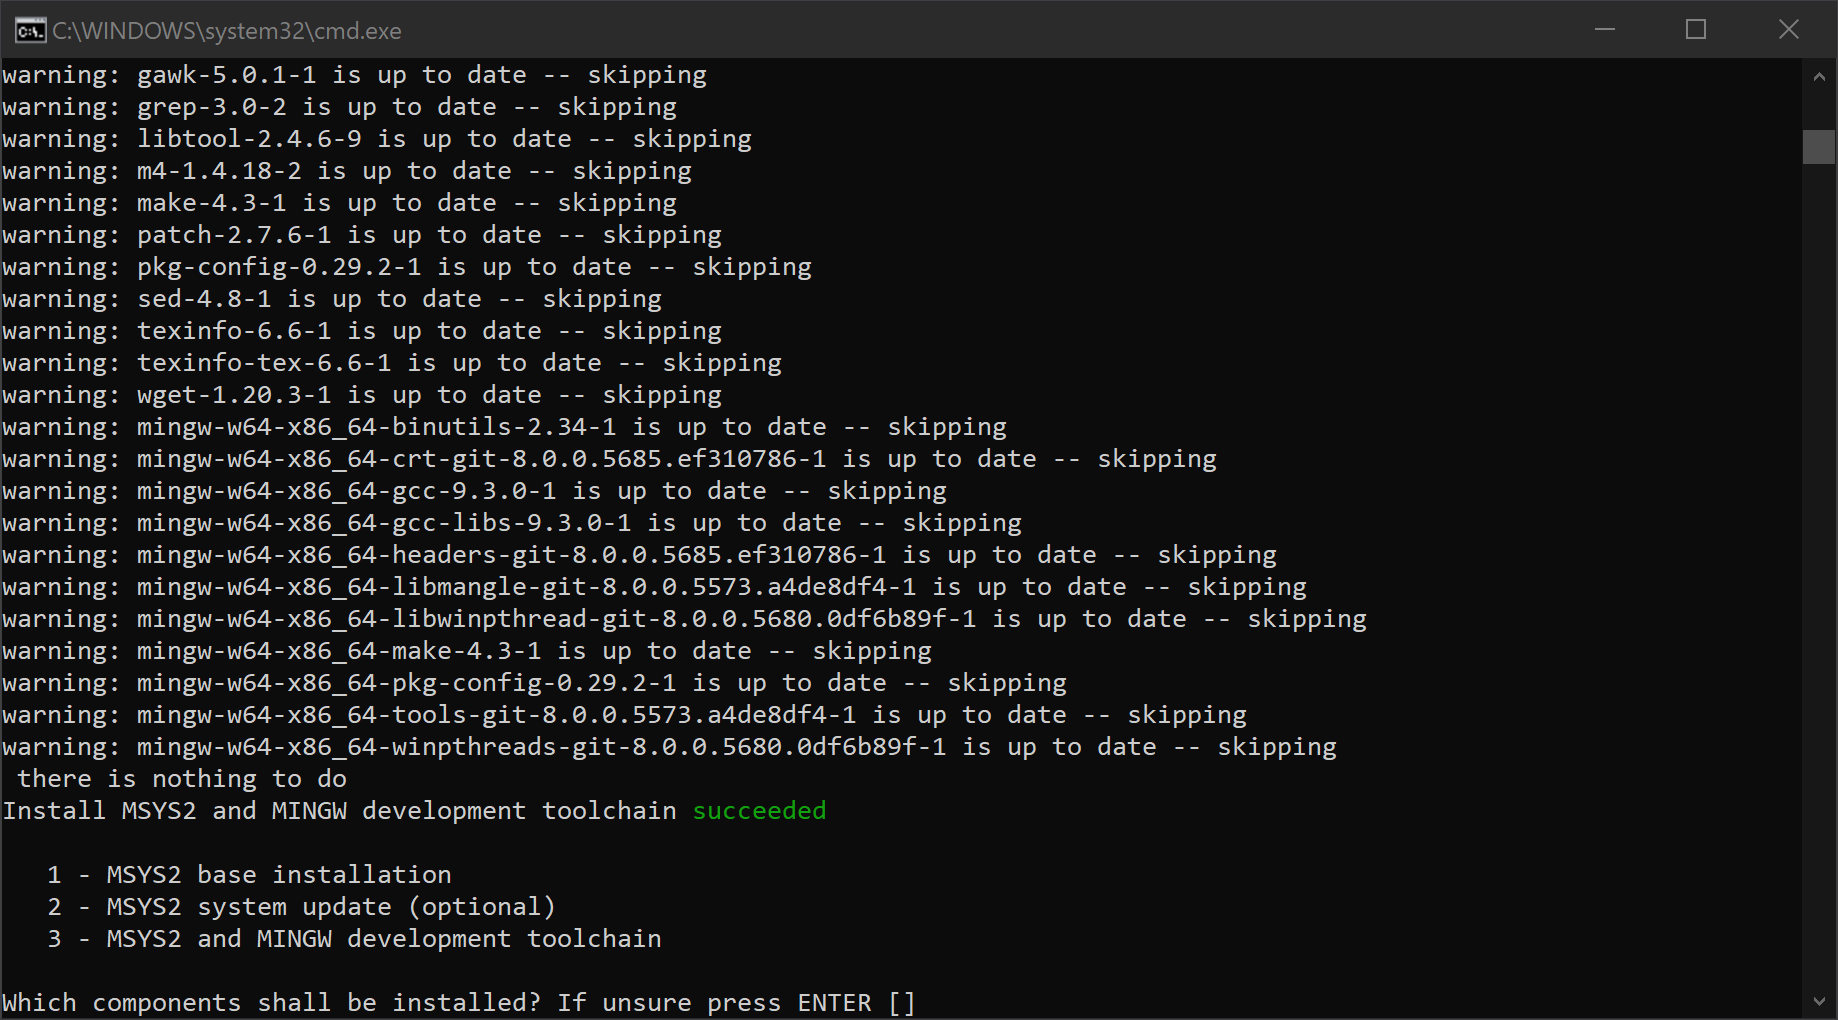 C:\WINDOWS\system32\cmd.exe
warning: gawk-5.0.1-1 is up to date -- skipping
warning: grep-3.0-2 is up to date -- skipping
warning: libtool-2.4.6-9 is up to date -- skipping
warning: m4-1.4.18-2 is up to date -- skipping
warning: make-4.3-1 is up to date -- skipping
warning: patch-2.7.6-1 is up to date -- skipping
warning: pkg-config-0.29.2-1 is up to date -- skipping
warning: sed-4.8-1 is up to date -- skipping
warning: texinfo-6.6-1 is up to date -- skipping
warning: texinfo-tex-6.6-1 is up to date -- skipping
warning: wget-1.20.3-1 is up to date -- skipping
warning: mingw-w64-x86_64-binutils-2.34-1 is up to date -- skipping
warning: mingw-w64-x86_64-crt-git-8.0.0.5685.ef310786-1 is up to date -- skipping
warning: mingw-w64-x86_64-gcc-9.3.0-1 is up to date -- skipping
warning: mingw-w64-x86_64-gcc-libs-9.3.0-1 is up to date -- skipping
warning: mingw-w64-x86_64-headers-git-8.0.0.5685.ef310786-1 is up to date -- skipping
warning: mingw-w64-x86_64-libmangle-git-8.0.0.5573.a4de8df4-1 is up to date -- skipping
warning: mingw-w64-x86_64-libwinpthread-git-8.0.0.5680.0df6b89f-1 is up to date -- skipping
warning: mingw-w64-x86_64-make-4.3-1 is up to date -- skipping
warning: mingw-w64-x86_64-pkg-config-0.29.2-1 is up to date -- skipping
warning: mingw-w64-x86_64-tools-git-8.0.0.5573.a4de8df4-1 is up to date -- skipping
warning: mingw-w64-x86_64-winpthreads-git-8.0.0.5680.0df6b89f-1 is up to date -- skipping
 there is nothing to do
Install MSYS2 and MINGW development toolchain succeeded
   1 - MSYS2 base installation
   2 - MSYS2 system update (optional)
   3 - MSYS2 and MINGW development toolchain
Which components shall be installed? If unsure press ENTER []